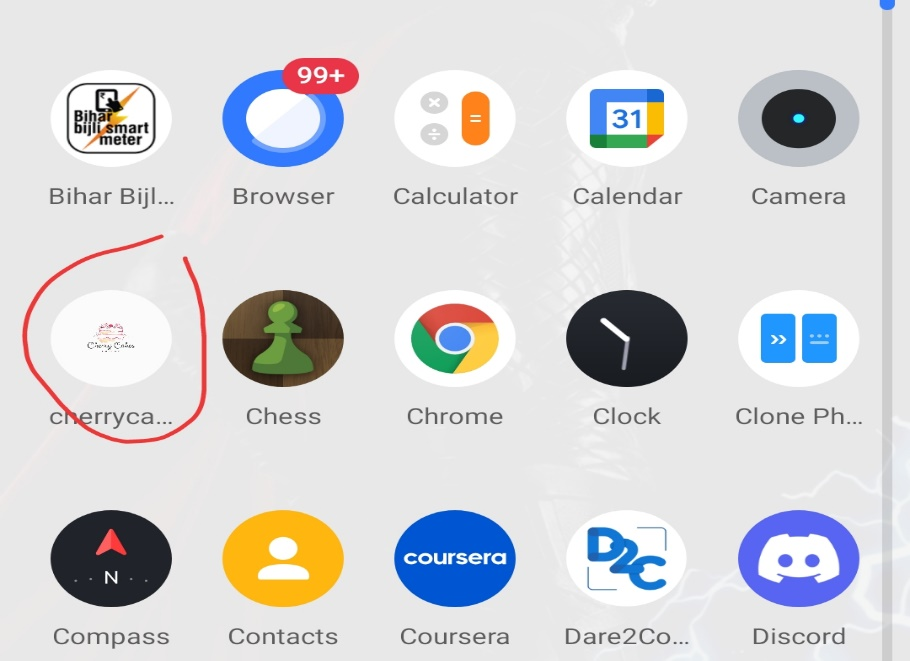 99+
Bihar
bijli smart
meter
=
31
Bihar Bijl...
Browser
Calculator
Calendar
Camera
Cherry Cakes
»
cherryca...
Chess
Chrome
Clock
Clone Ph...
N
coursera
D2C
Compass
Contacts
Coursera
Dare2Co...
Discord